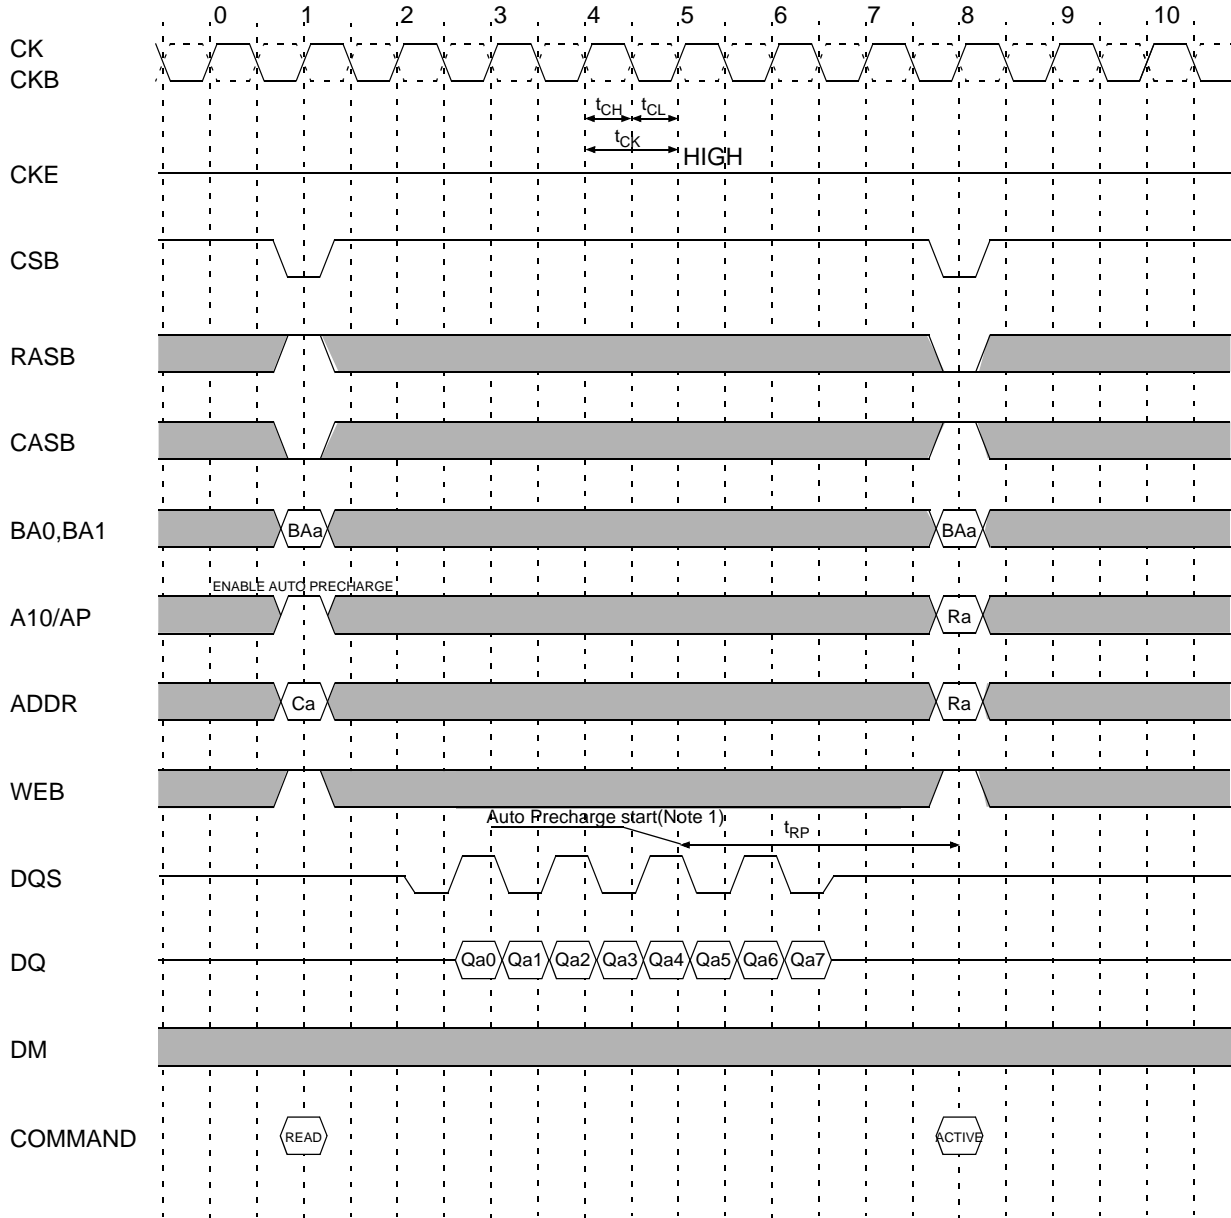 0 1 2 3 4 5 6 7 8 9 10
CK
CKB
tCH tCL
tCK
HIGH
CKE
CSB
RASB
CASB
BA0,BA1 BAa BAa
ENABLE AUTO PRECHARGE
A10/AP Ra
ADDR Ca Ra
WEB
Auto Precharge start(Note 1)
tRP
DQS
DQ Qa0 Qa1 Qa2 Qa3 Qa4 Qa5 Qa6 Qa7
DM
COMMAND READ ACTIVE